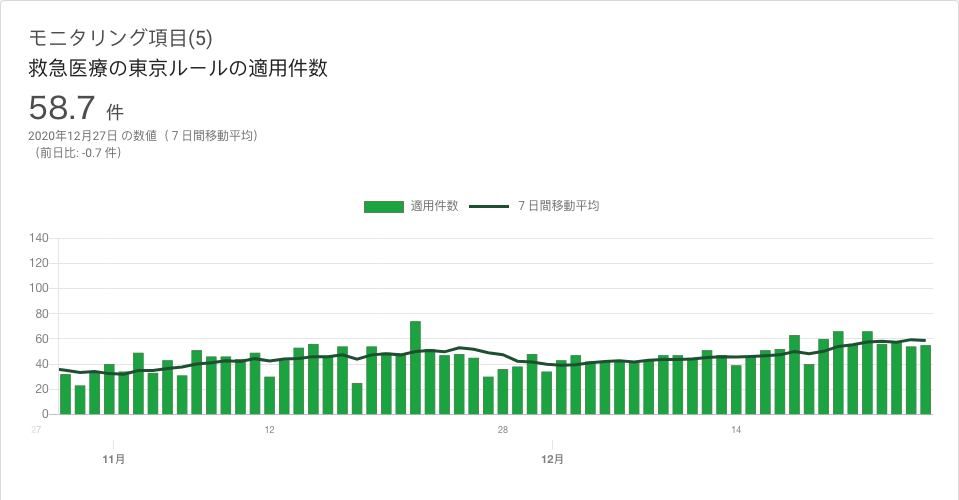 モニタリング項目(5)
救急医療の東京ルールの適用件数
58.7 件
2020年12月27日 の数値（７日間移動平均）
（前日比: -0.7 件）
適用件数 ７日間移動平均
140
120
100
80
60
40
20
0
27 12 28 14
11月 12月